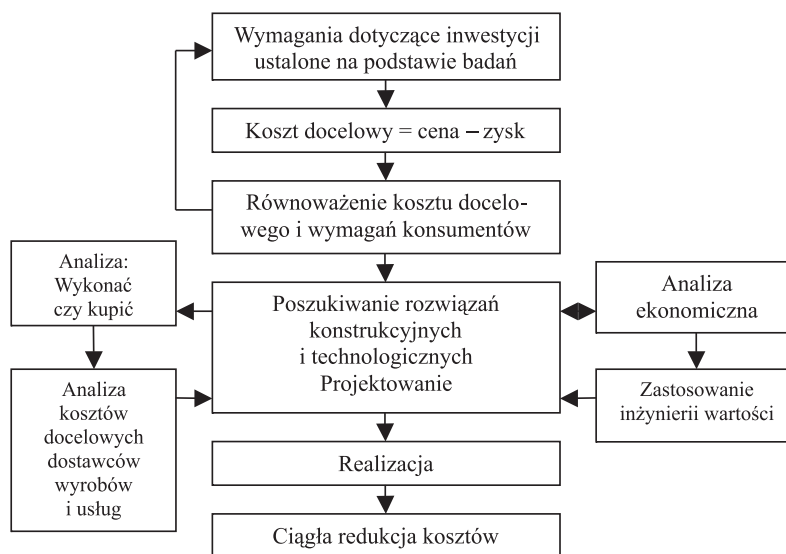 Wymagania dotyczące inwestycji
ustalone na podstawie badań
Koszt docelowy = cena – zysk
Równoważenie kosztu docelo-
wego i wymagań konsumentów
Analiza:
Wykonać
czy kupić
Poszukiwanie rozwiązań
konstrukcyjnych
i technologicznych
Projektowanie
Analiza
ekonomiczna
Analiza
kosztów
docelowych
dostawców
wyrobów
i usług
Zastosowanie
inżynierii wartości
Realizacja
Ciągła redukcja kosztów